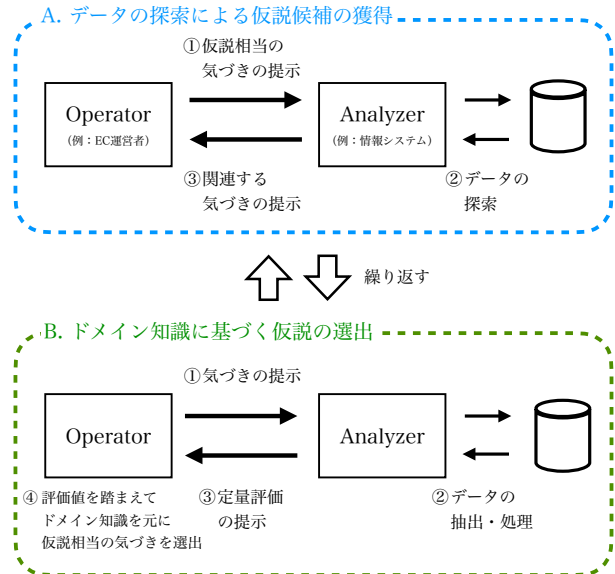 A. データの探索による仮説候補の獲得
①仮説相当の
気づきの提示
Operator
（例：EC運営者）
Analyzer
（例：情報システム）
③関連する
気づきの提示
②データの
探索
繰り返す
B. ドメイン知識に基づく仮説の選出
①気づきの提示
Operator
Analyzer
④ 評価値を踏まえて
ドメイン知識を元に
仮説相当の気づきを選出
③定量評価
の提示
②データの
抽出・処理